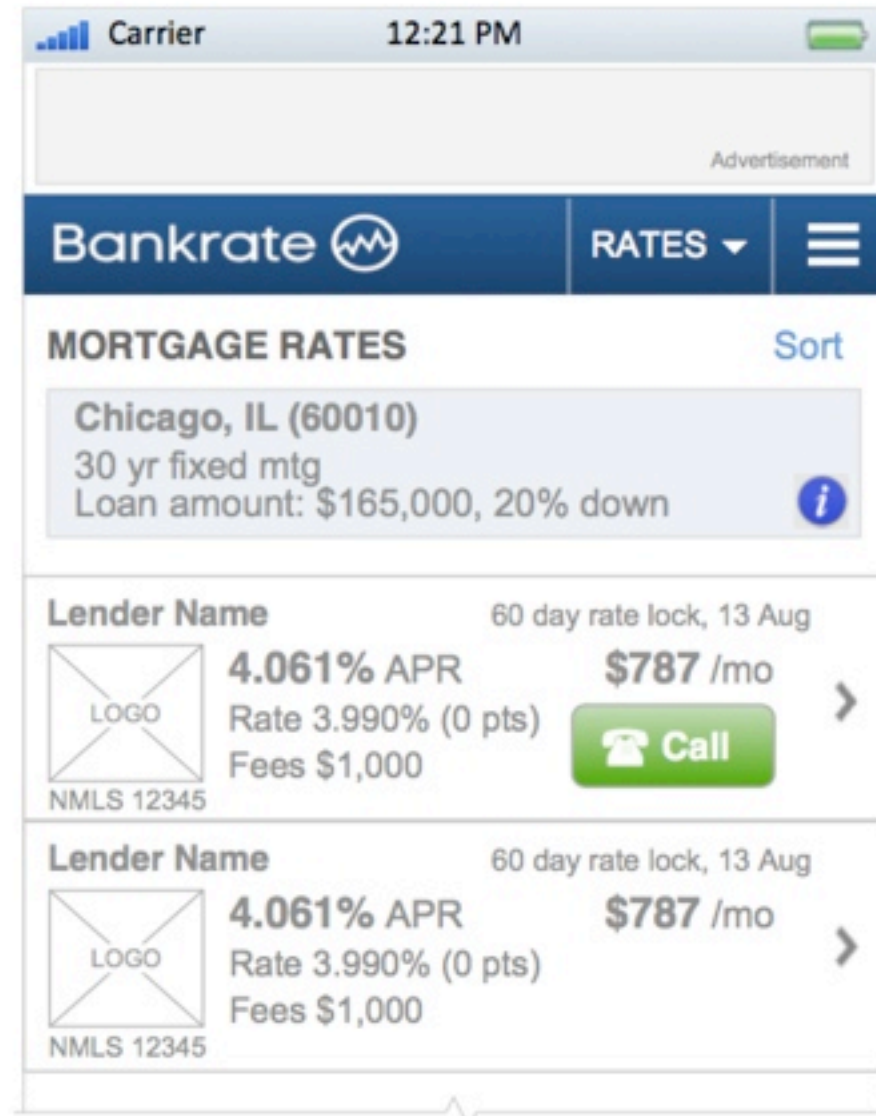 Carrier 12:21 PM
Advertisement
Bankrate RATES
MORTGAGE RATES Sort
Chicago, IL (60010)
30 yr fixed mtg
Loan amount: $165,000, 20% down
i
Lender Name 60 day rate lock, 13 Aug
LOGO 4.061% APR $787 /mo
Rate 3.990% (0 pts) Call
Fees $1,000
NMLS 12345
Lender Name 60 day rate lock, 13 Aug
LOGO 4.061% APR $787 /mo
Rate 3.990% (0 pts)
Fees $1,000
NMLS 12345